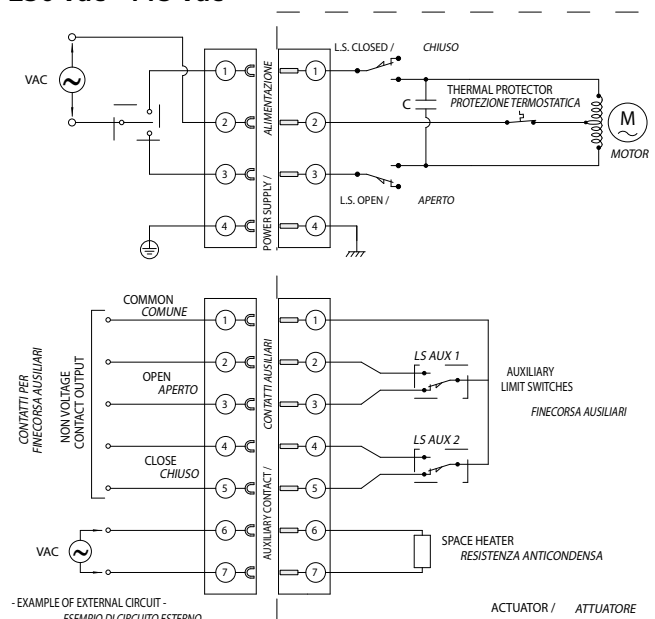 L.S. CLOSED / CHIUSO
VAC
1
1
THERMAL PROTECTOR
PROTEZIONE TERMOSTATICA
C
2
2
M
MOTOR
3
3
L.S. OPEN / APERTO
4
4
POWER SUPPLY / ALIMENTAZIONE
COMMON
COMUNE
1
1
CONTATTI PER
FINECORSA AUSILIARI
NON VOLTAGE
CONTACT OUTPUT
2
2
LS AUX 1
OPEN
APERTO
3
3
AUXILIARY
LIMIT SWITCHES
FINECORSA AUSILIARI
4
4
LS AUX 2
CLOSE
CHIUSO
5
5
AUXILIARY CONTACT / CONTATTI AUSILIARI
6
6
VAC
SPACE HEATER
RESISTENZA ANTICONDENSA
7
7
- EXAMPLE OF EXTERNAL CIRCUIT -
ESEMPIO DI CIRCUITO ESTERNO
ACTUATOR / ATTUATORE